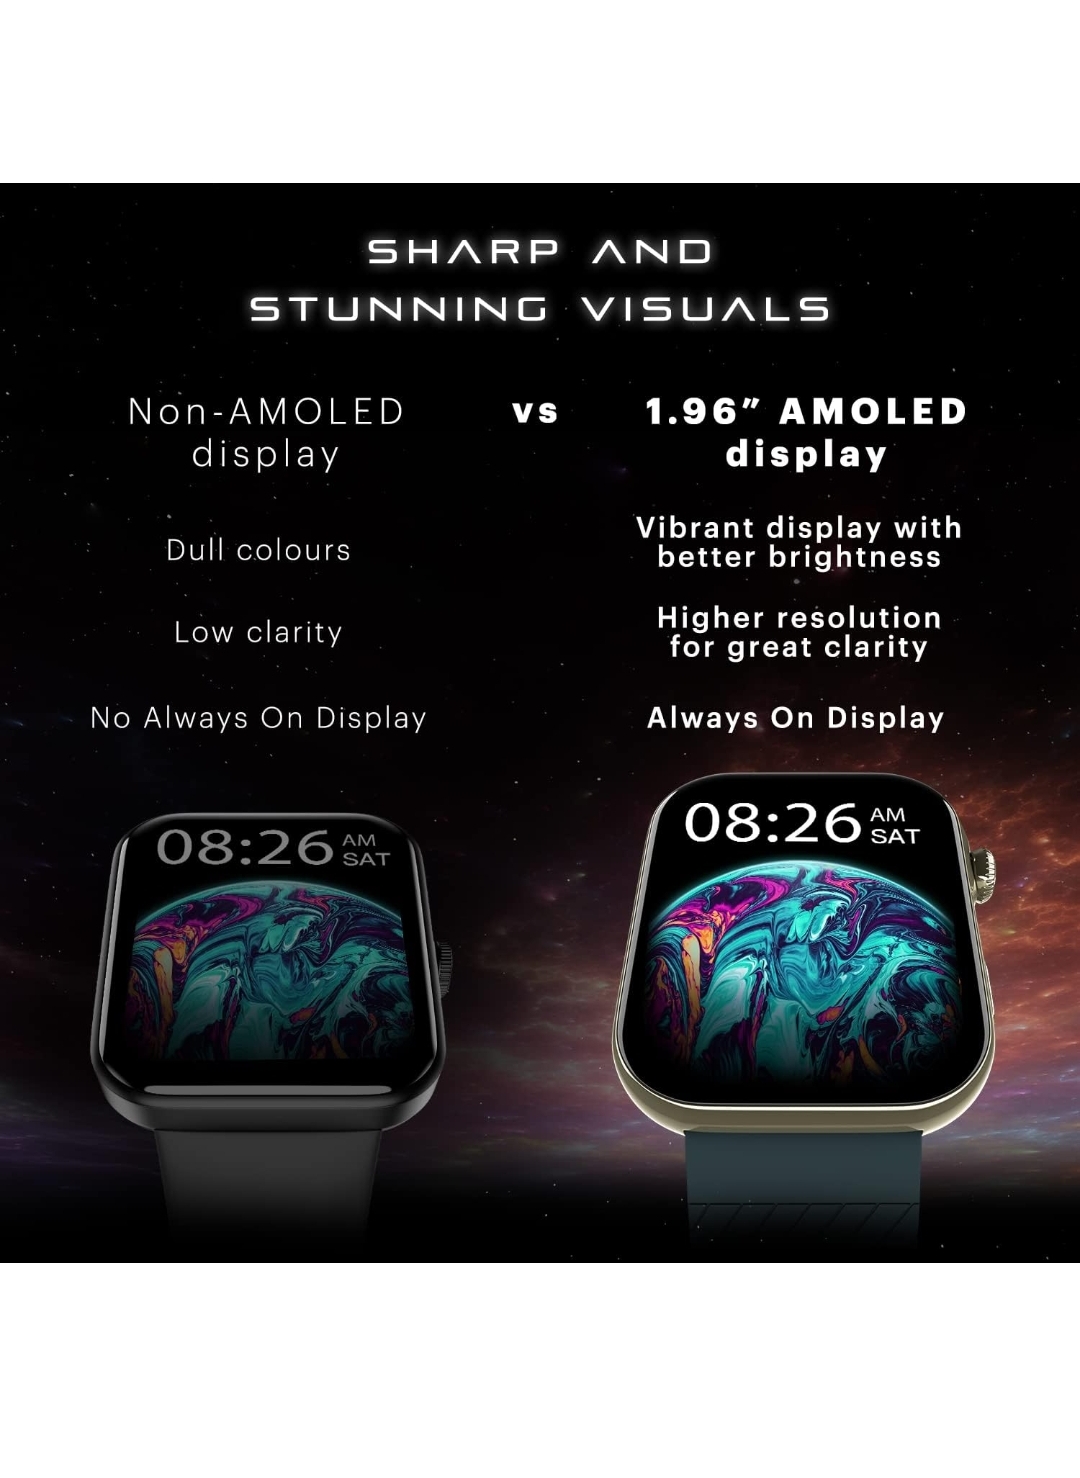 SHARP AND
STUNNING VISUALS
Non-AMOLED
display
vs
1.96” AMOLED
display
Dull colours
Vibrant display with
better brightness
Low clarity
Higher resolution
for great clarity
No Always On Display
Always On Display
08:26 AM
SAT
08:26 AM
SAT